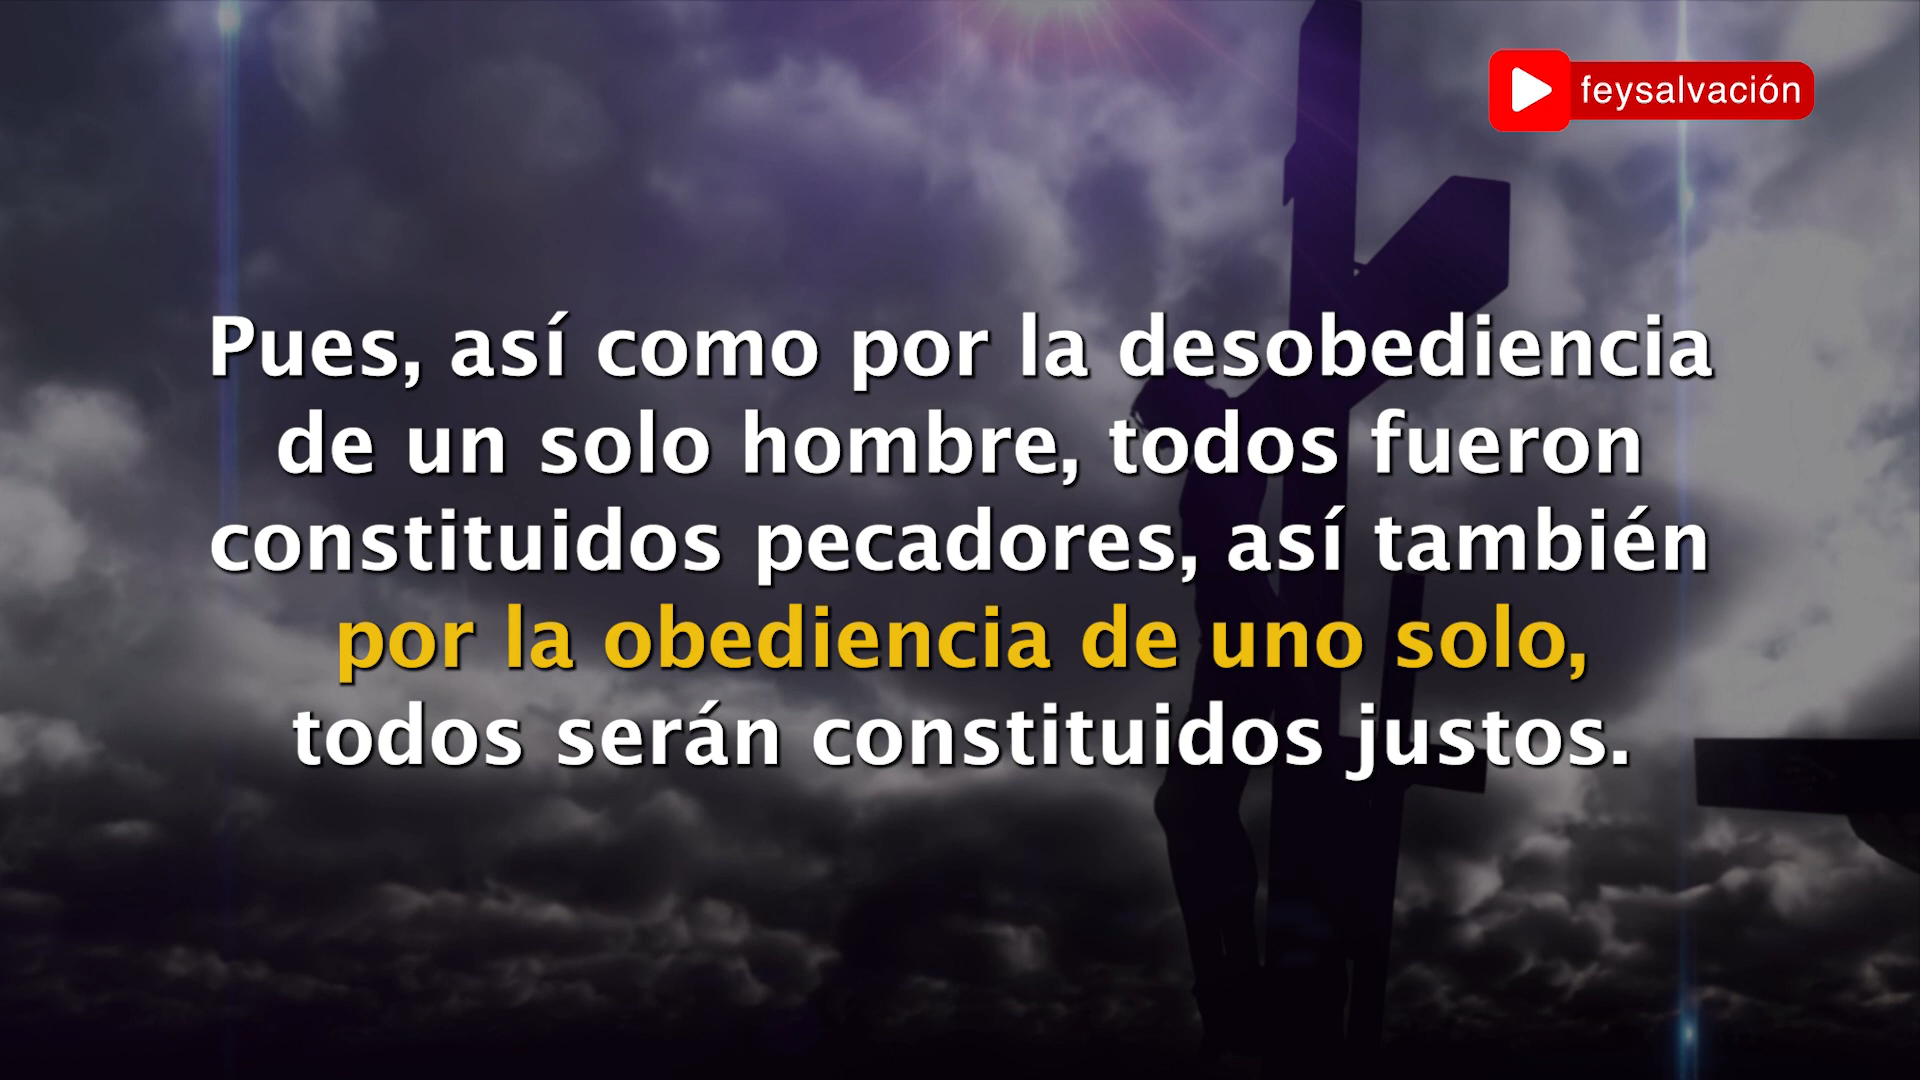 feysalvación
Pues, así como por la desobediencia
de un solo hombre, todos fueron
constituidos pecadores, así también
por la obediencia de uno solo,
todos serán constituidos justos.